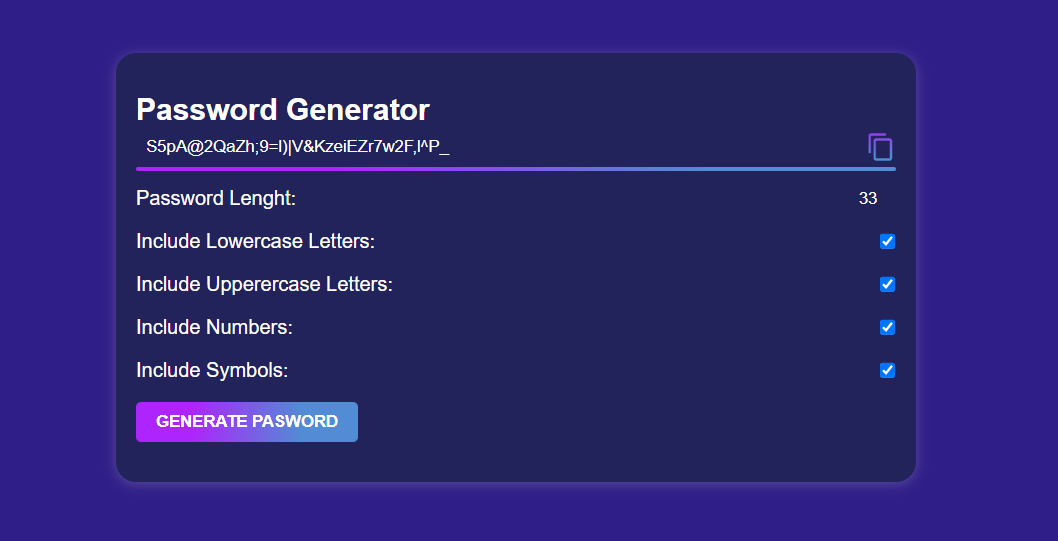 Password Generator
S5pA@2QaZh;9=I)|V&KzeiEZr7w2F,l^P_
Password Lenght: 33
Include Lowercase Letters:
Include Upperercase Letters:
Include Numbers:
Include Symbols:
GENERATE PASWORD